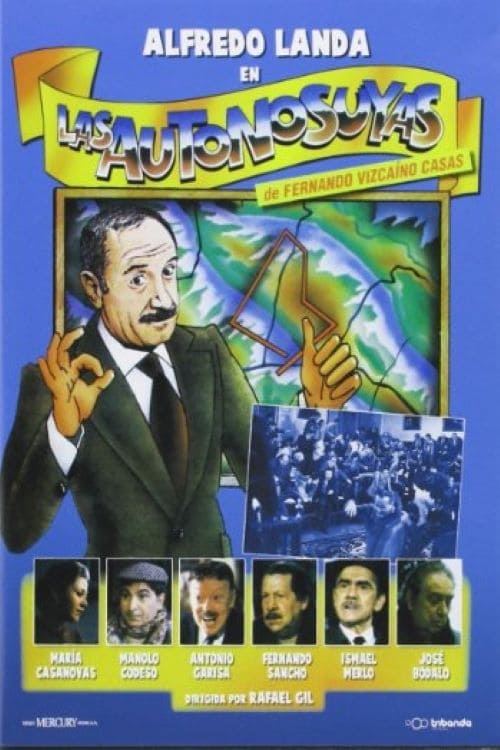 ALFREDO LANDA
EN
LAS AUTONOSUYAS
de FERNANDO VIZCAÍNO CASAS
MARÍA CASANOVAS
MANOLO CODESO
ANTONIO GARISA
FERNANDO SANCHO
ISMAEL MERLO
JOSÉ BÓDALO
DIRIGIDA POR RAFAEL GIL
MERCURY
tribanda